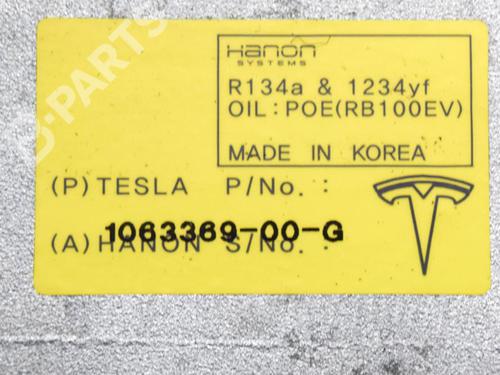 B-PARTS
Hanon
SYSTEMS
R134a & 1234yf
OIL : POE(RB100EV)
MADE IN KOREA
(P) TESLA P/No. :
1063369-00-G
(A) HANON S/No. :